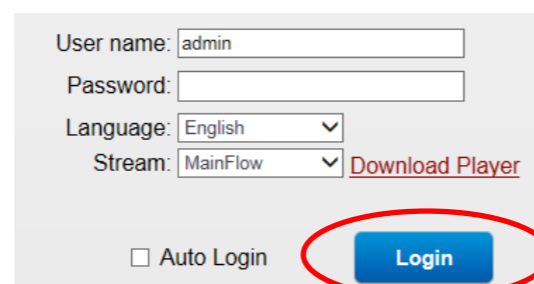 User name: admin
Password:
Language: English
Stream: MainFlow Download Player
Auto Login Login